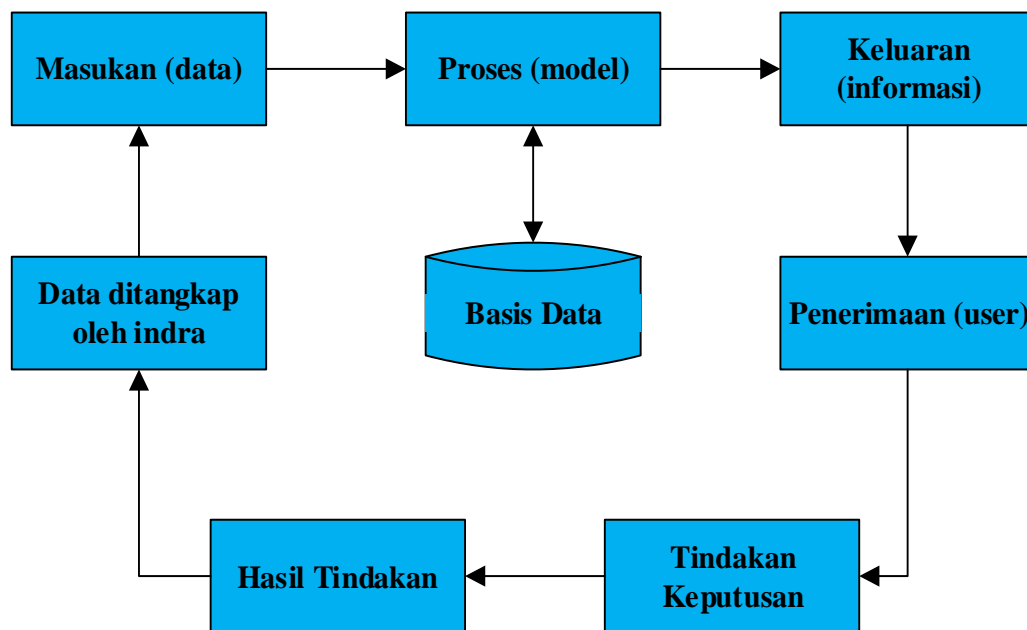 Masukan (data)
Proses (model)
Keluaran
(informasi)
Data ditangkap
oleh indra
Basis Data
Penerimaan (user)
Hasil Tindakan
Tindakan
Keputusan